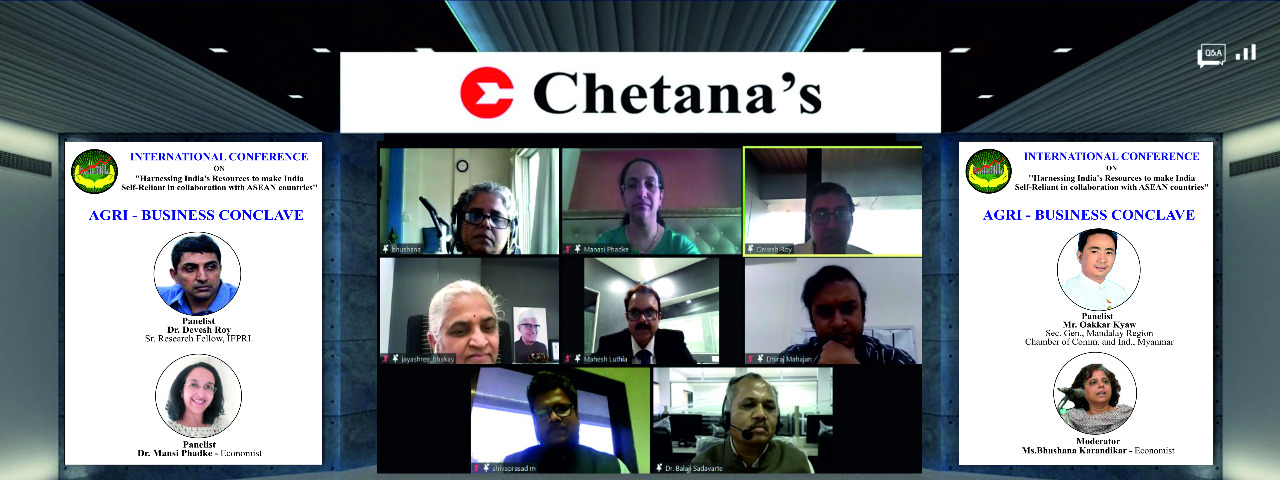 Q&A
Chetana's
INTERNATIONAL CONFERENCE
ON
"Harnessing India's Resources to make India
Self-Reliant in collaboration with ASEAN countries"
AGRI - BUSINESS CONCLAVE
Panelist
Dr. Devesh Roy
Sr. Research Fellow, IFPRI.
Panelist
Dr. Mansi Phadke - Economist
bhushana
Manasi Phadke
Devesh Roy
jayashree_bhakay
Mahesh Luthia
Dhiraj Mahajan
shivaprasad m
Dr. Balaji Sadavarte
INTERNATIONAL CONFERENCE
ON
"Harnessing India's Resources to make India
Self-Reliant in collaboration with ASEAN countries"
AGRI - BUSINESS CONCLAVE
Panelist
Mr. Oakkar Kyaw
Sec. Gen., Mandalay Region
Chamber of Comm. and Ind., Myanmar
Moderator
Ms.Bhushana Karandikar - Economist